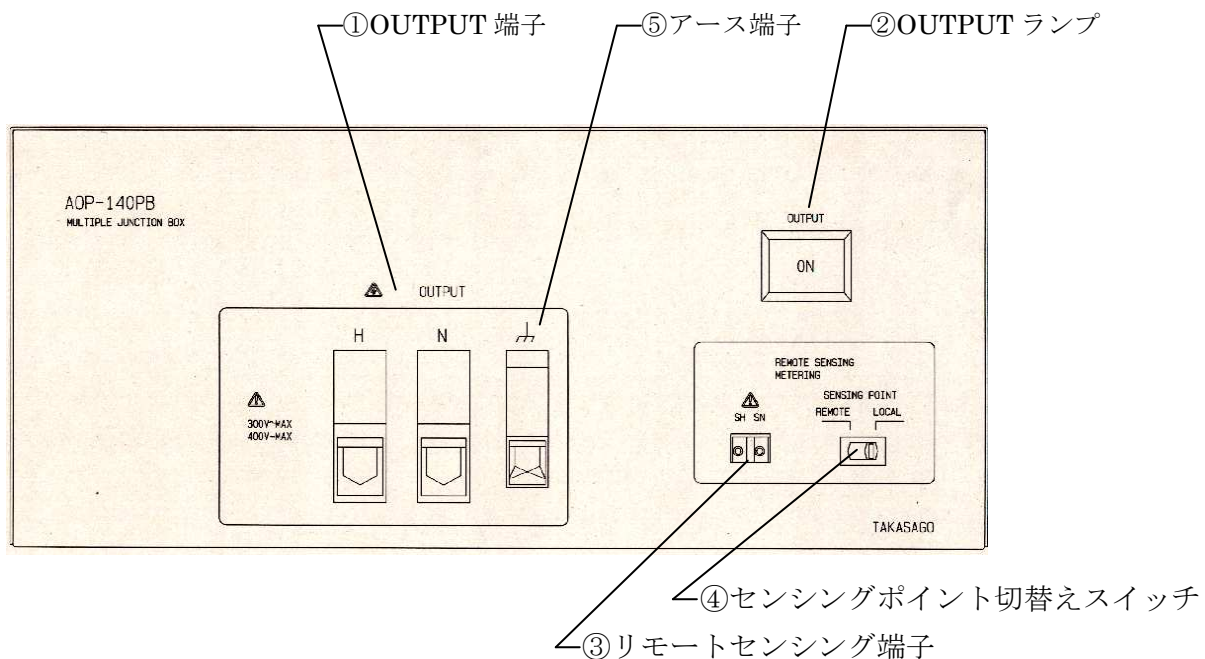 ①OUTPUT 端子
⑤アース端子
②OUTPUT ランプ
AOP-140PB
MULTIPLE JUNCTION BOX
OUTPUT
ON
OUTPUT
H
N
300V~MAX
400V-MAX
REMOTE SENSING
METERING
SENSING POINT
SH SN
REMOTE LOCAL
TAKASAGO
④センシングポイント切替えスイッチ
③リモートセンシング端子